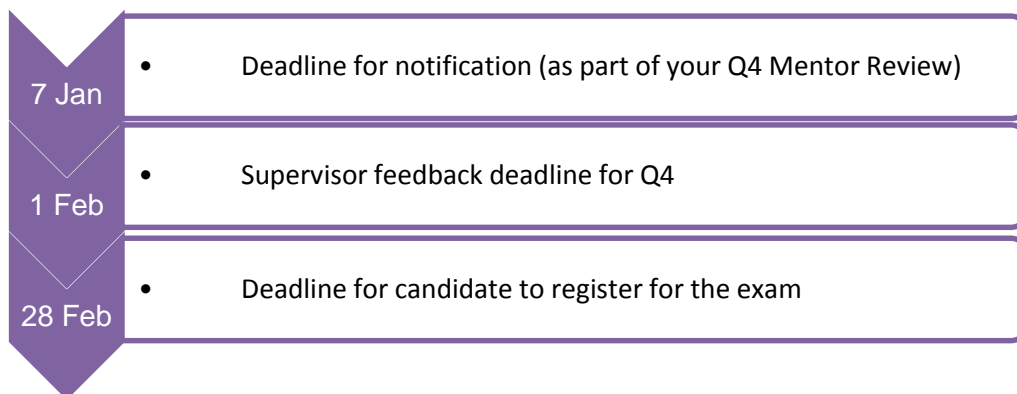 7 Jan
• Deadline for notification (as part of your Q4 Mentor Review)
1 Feb
• Supervisor feedback deadline for Q4
28 Feb
• Deadline for candidate to register for the exam